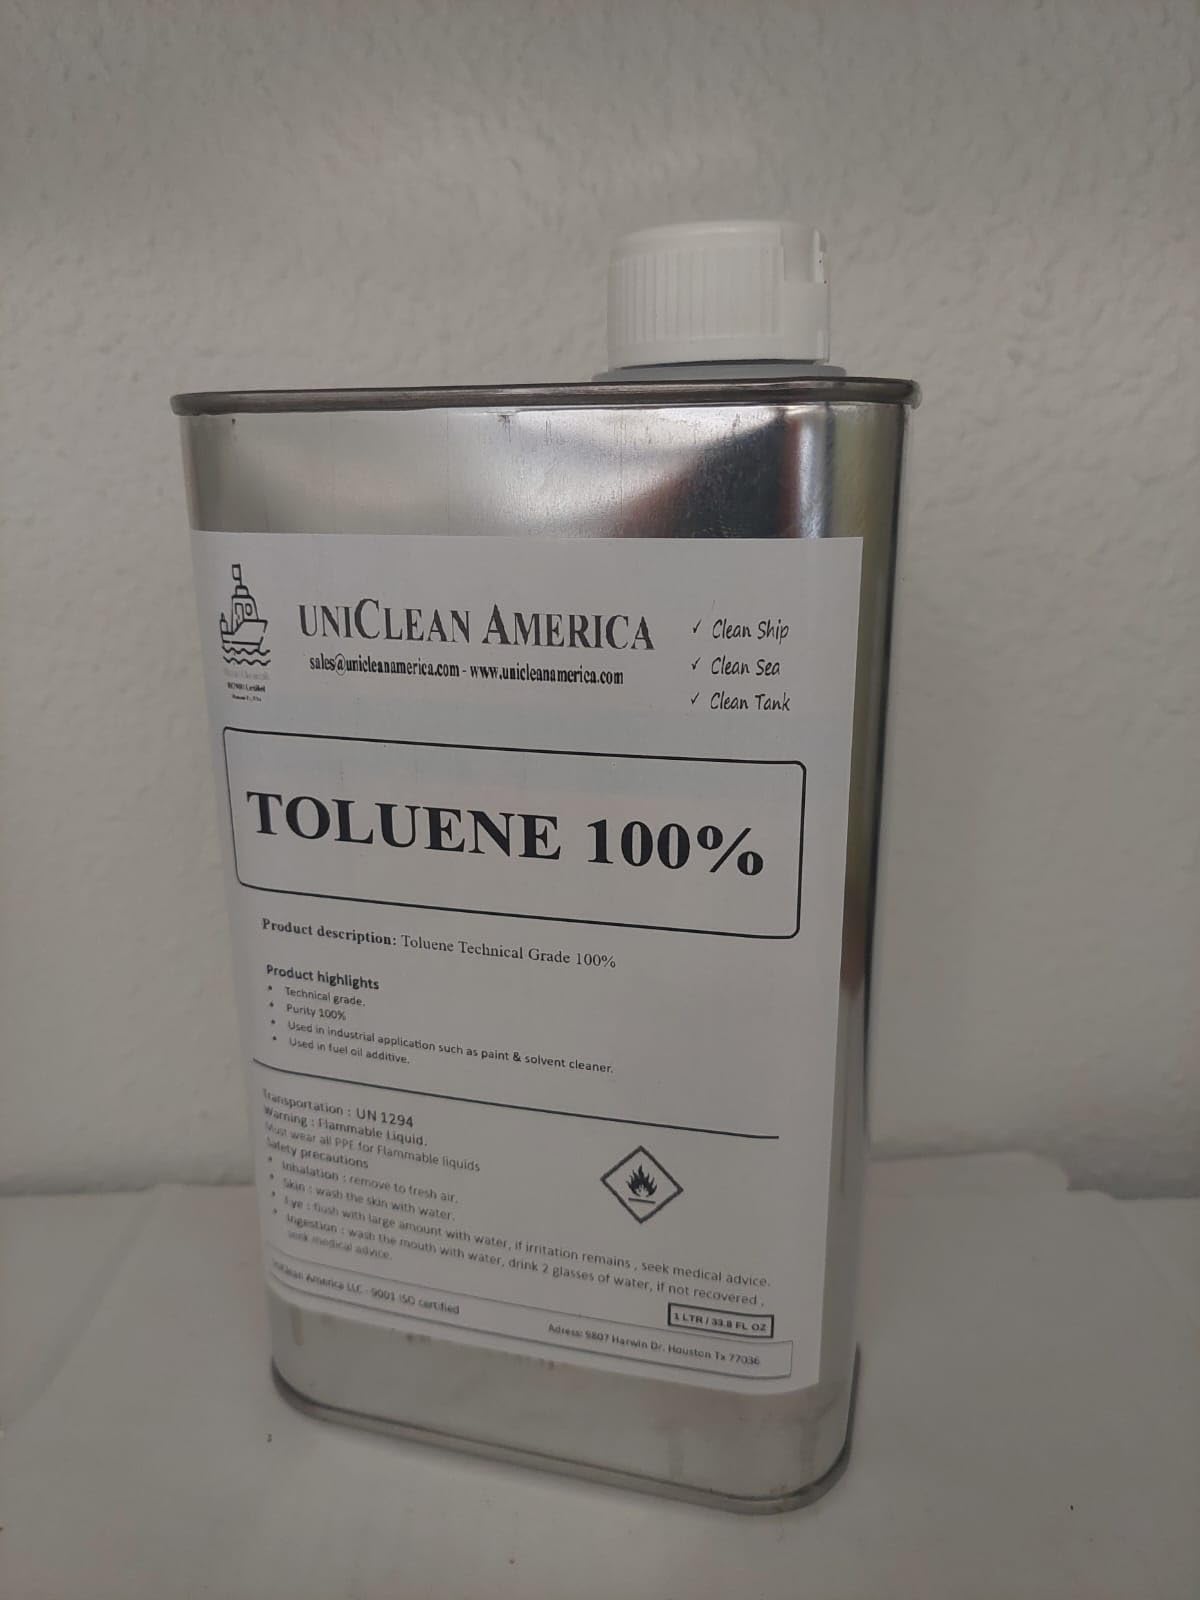 UNICLEAN AMERICA
sales@unicleanamerica.com - www.unicleanamerica.com
✓ Clean Ship
✓ Clean Sea
✓ Clean Tank
TOLUENE 100%
Product description: Toluene Technical Grade 100%
Product highlights
• Technical grade.
• Purity 100%
• Used in industrial application such as paint & solvent cleaner.
• Used in fuel oil additive.
Transportation : UN 1294
Warning : Flammable Liquid.
Must wear all PPE for Flammable liquids
Safety precautions
• Inhalation : remove to fresh air.
• Skin : wash the skin with water.
• Eye : flush with large amount with water, if irritation remains , seek medical advice.
• Ingestion : wash the mouth with water, drink 2 glasses of water, if not recovered ,
seek medical advice.
1 LTR / 33.8 FL OZ
UniClean America LLC - 9001 ISO certified
Adress: 9807 Harwin Dr. Houston Tx 77036